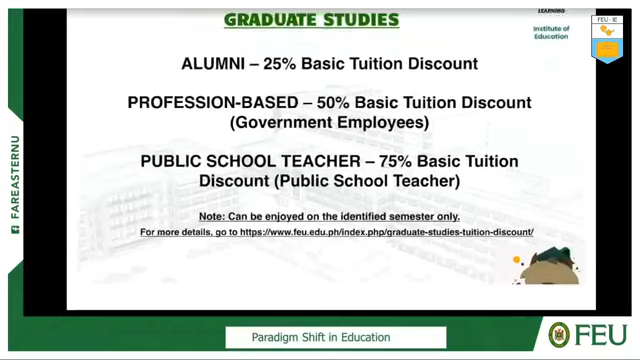 GRADUATE STUDIES
LEARNING
Institute of
Education
FEU - IE
ALUMNI – 25% Basic Tuition Discount
PROFESSION-BASED – 50% Basic Tuition Discount
(Government Employees)
PUBLIC SCHOOL TEACHER – 75% Basic Tuition
Discount (Public School Teacher)
Note: Can be enjoyed on the identified semester only.
For more details, go to https://www.feu.edu.ph/index.php/graduate-studies-tuition-discount/
FAREASTERNU
Paradigm Shift in Education
FEU